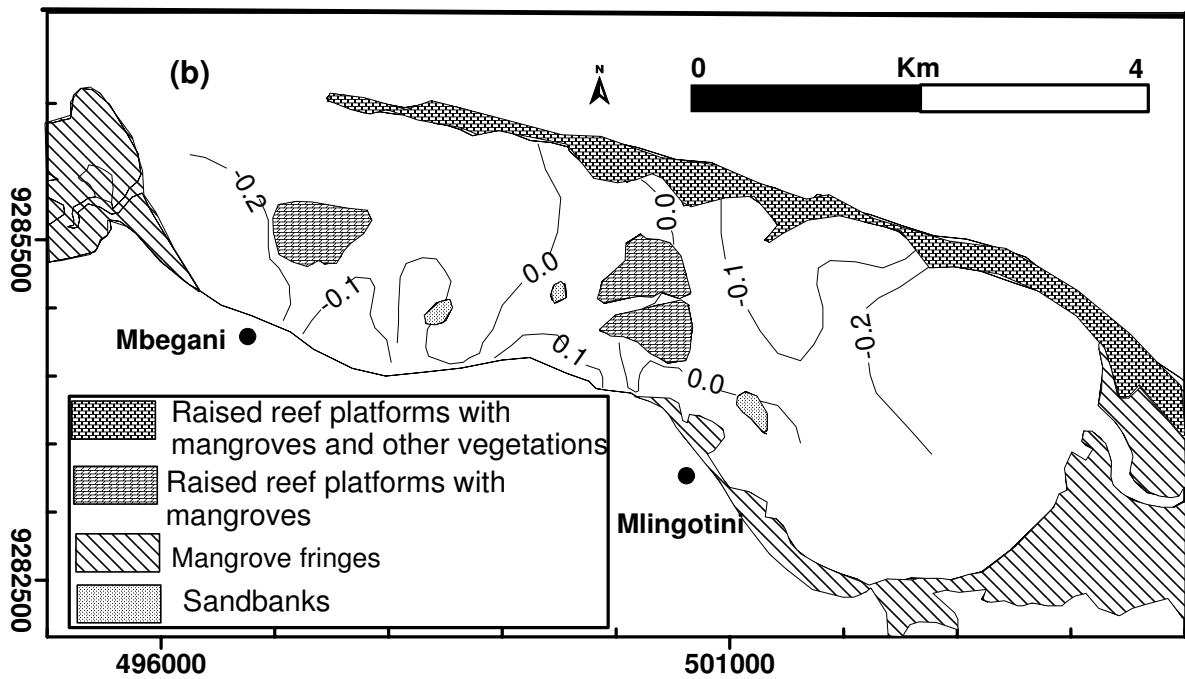 (b)
N
0 Km 4
-0.2
0.0
-0.1
9285500
0.0
-0.1
-0.2
Mbegani
0.1
0.0
Raised reef platforms with
mangroves and other vegetations
Raised reef platforms with
mangroves
Mangrove fringes
Sandbanks
Mlingotini
9282500
496000 501000